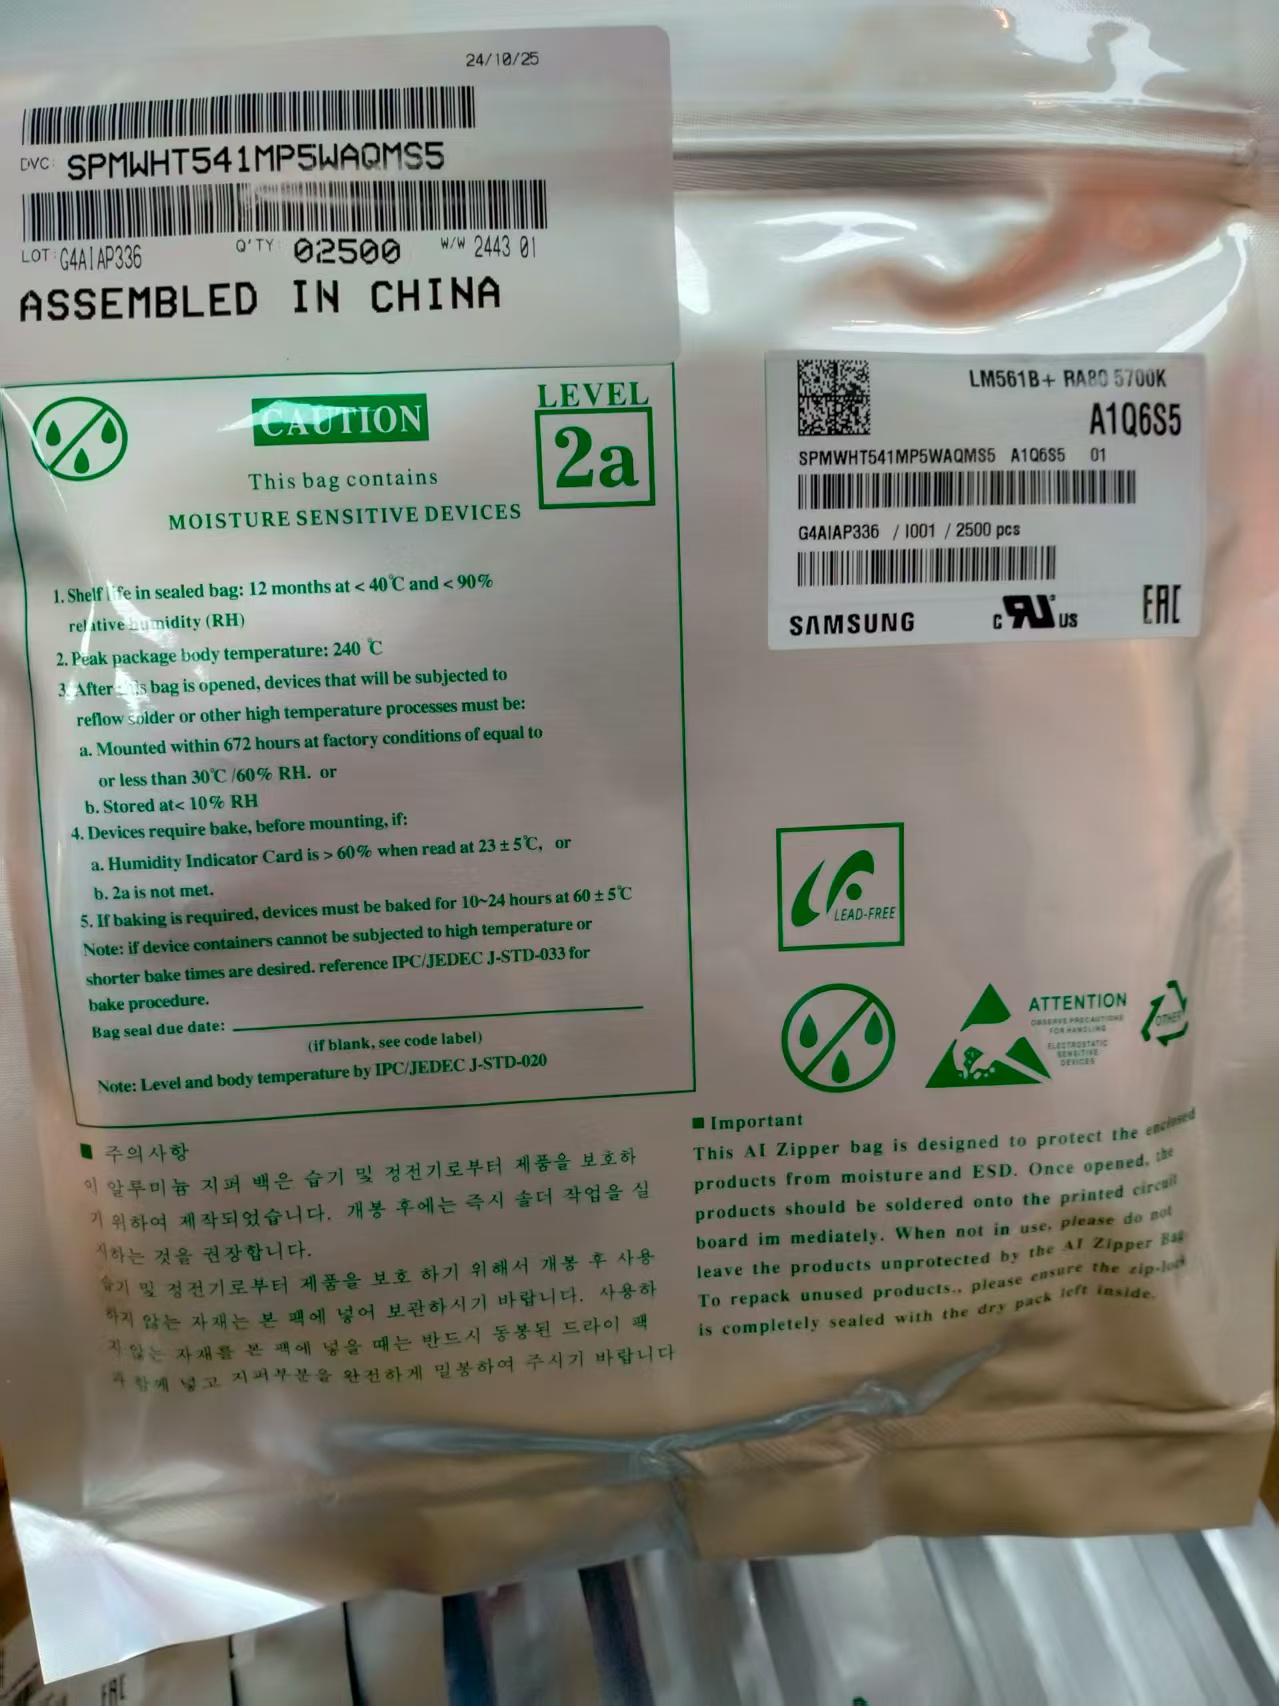 24/10/25
DVC: SPMWHT541MP5WAQMS5
LOT: G4AIAP336 Q'TY: 02500 W/W 2443 01
ASSEMBLED IN CHINA
CAUTION
LEVEL
2a
This bag contains
MOISTURE SENSITIVE DEVICES
1. Shelf life in sealed bag: 12 months at < 40℃ and < 90%
relative humidity (RH)
2. Peak package body temperature: 240 ℃
3. After this bag is opened, devices that will be subjected to
reflow solder or other high temperature processes must be:
a. Mounted within 672 hours at factory conditions of equal to
or less than 30℃ /60% RH. or
b. Stored at< 10% RH
4. Devices require bake, before mounting, if:
a. Humidity Indicator Card is > 60% when read at 23 ± 5℃, or
b. 2a is not met.
5. If baking is required, devices must be baked for 10~24 hours at 60 ± 5℃
Note: if device containers cannot be subjected to high temperature or
shorter bake times are desired. reference IPC/JEDEC J-STD-033 for
bake procedure.
Bag seal due date:
(if blank, see code label)
Note: Level and body temperature by IPC/JEDEC J-STD-020
■ 주의사항
이 알루미늄 지퍼 백은 습기 및 정전기로부터 제품을 보호하
기 위하여 제작되었습니다. 개봉 후에는 즉시 솔더 작업을 실
시하는 것을 권장합니다.
습기 및 정전기로부터 제품을 보호 하기 위해서 개봉 후 사용
하지 않는 자재는 본 팩에 넣어 보관하시기 바랍니다. 사용하
지 않는 자재를 본 팩에 넣을 때는 반드시 동봉된 드라이 팩
과 함께 넣고 지퍼부분을 완전하게 밀봉하여 주시기 바랍니다
LM561B+ RA80 5700K
A1Q6S5
SPMWHT541MP5WAQMS5 A1Q6S5 01
G4AIAP336 / I001 / 2500 pcs
SAMSUNG c RU US EAC
LEAD-FREE
ATTENTION
OBSERVE PRECAUTIONS
FOR HANDLING
ELECTROSTATIC
SENSITIVE
DEVICES
OTHER
■ Important
This AI Zipper bag is designed to protect the enclosed
products from moisture and ESD. Once opened, the
products should be soldered onto the printed circuit
board im mediately. When not in use, please do not
leave the products unprotected by the AI Zipper Bag
To repack unused products., please ensure the zip-lock
is completely sealed with the dry pack left inside.
EAC